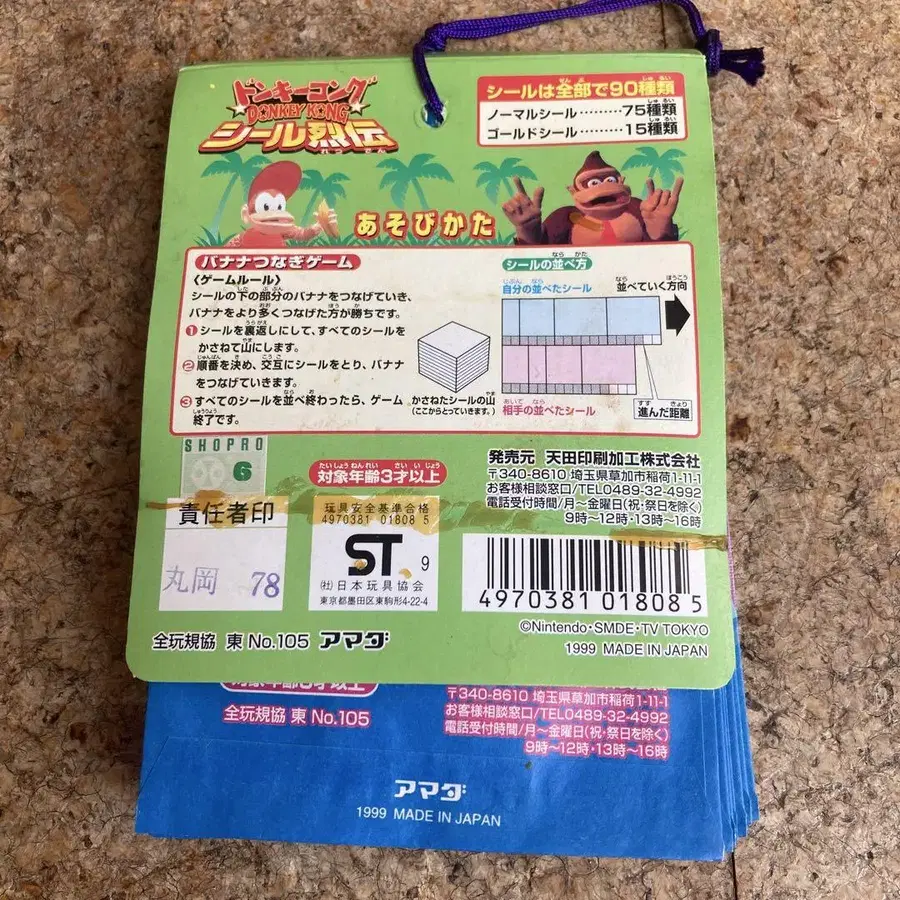 ドンキーコング
DONKEY KONG
シール烈伝
シールは全部で90種類
ノーマルシール………75種類
ゴールドシール………15種類
あそびかた
バナナつなぎゲーム
〈ゲームルール〉
シールの下の部分のバナナをつなげていき、
バナナをより多くつなげた方が勝ちです。
1 シールを裏返しにして、すべてのシールを
かさねて山にします。
2 順番を決め、交互にシールをとり、バナナ
をつなげていきます。
3 すべてのシールを並べ終わったら、ゲーム
終了です。
かさねたシールの山
(ここからとっていきます。)
シールの並べ方
自分の並べたシール
並べていく方向
相手の並べたシール
進んだ距離
SHOPRO
6
対象年齢3才以上
発売元 天田印刷加工株式会社
〒340-8610 埼玉県草加市稲荷1-11-1
お客様相談窓口/TEL0489-32-4992
電話受付時間/月〜金曜日(祝・祭日を除く)
9時〜12時・13時〜16時
責任者印
丸岡 78
玩具安全基準合格
4970381 01808 5
ST 9
(社)日本玩具協会
東京都墨田区東駒形4-22-4
4970381 018085
全玩規協 東 No.105 アマダ
©Nintendo・SMDE・TV TOKYO
1999 MADE IN JAPAN
対象年齢3才以上
全玩規協 東 No.105
〒340-8610 埼玉県草加市稲荷1-11-1
お客様相談窓口/TEL0489-32-4992
電話受付時間/月〜金曜日(祝・祭日を除く)
9時〜12時・13時〜16時
アマダ
1999 MADE IN JAPAN